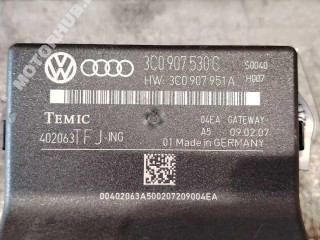 MOTORHUB.
3C0 907 530 C S0040
HW- 3C0 907 951 A H007
TEMIC 04EA GATEWAY
402063TFJ-ING A5 09.02.07
01 Made in GERMANY
00402063A500207209004EA